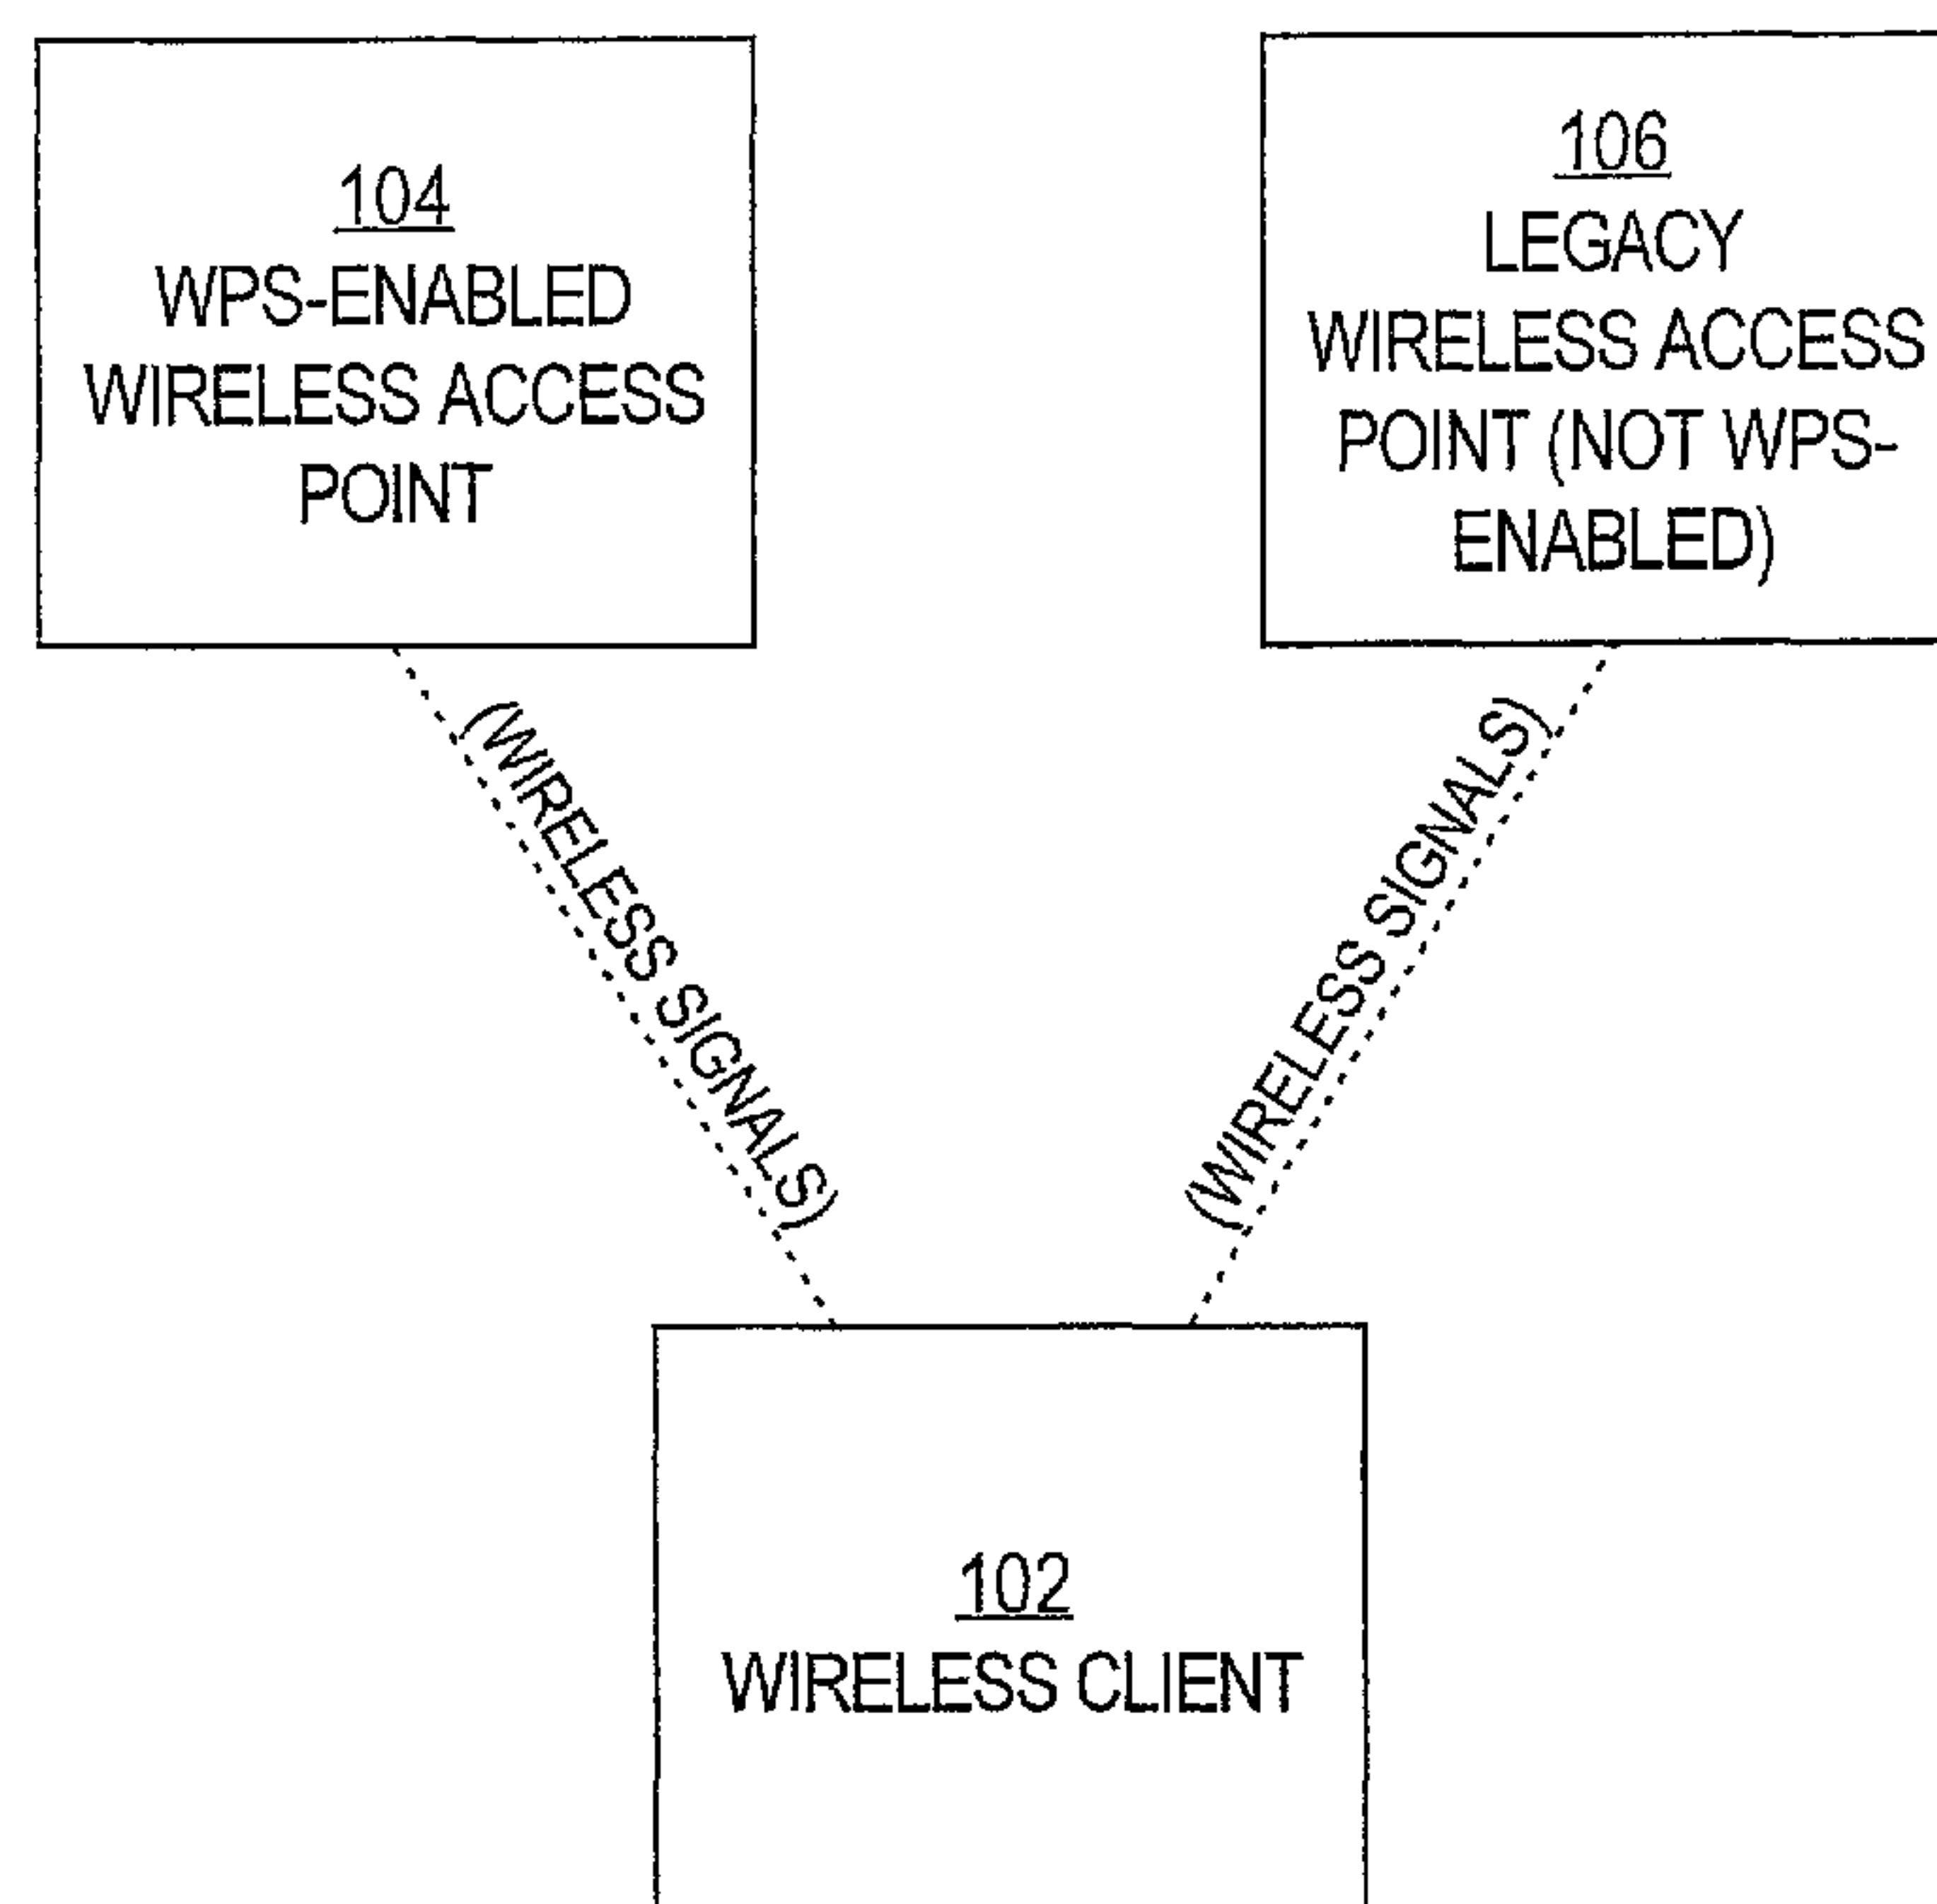 104
WPS-ENABLED
WIRELESS ACCESS
POINT
106
LEGACY
WIRELESS ACCESS
POINT (NOT WPS-
ENABLED)
(WIRELESS SIGNALS)
(WIRELESS SIGNALS)
102
WIRELESS CLIENT